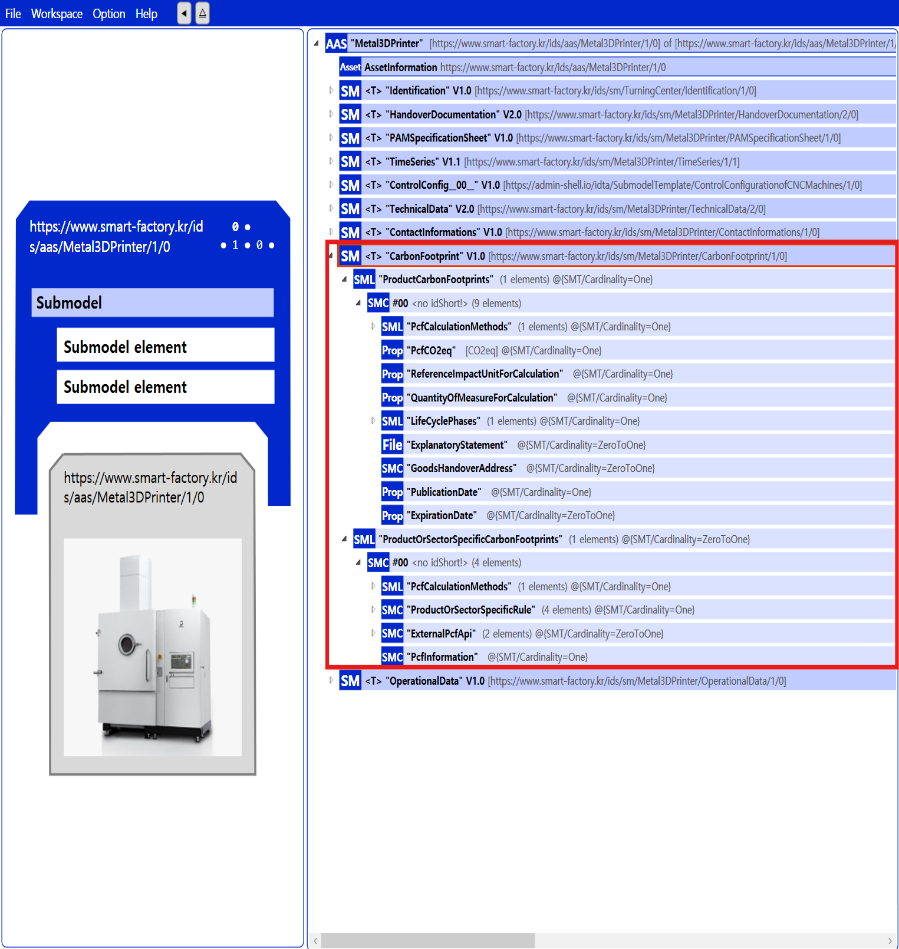 File Workspace Option Help
https://www.smart-factory.kr/id
s/aas/Metal3DPrinter/1/0
0
1 0
Submodel
Submodel element
Submodel element
https://www.smart-factory.kr/id
s/aas/Metal3DPrinter/1/0
AAS "Metal3DPrinter" [https://www.smart-factory.kr/ids/aas/Metal3DPrinter/1/0] of [https://www.smart-factory.kr/ids/aas/Metal3DPrinter/1/
Asset AssetInformation https://www.smart-factory.kr/ids/aas/Metal3DPrinter/1/0
SM <T> "Identification" V1.0 [https://www.smart-factory.kr/ids/sm/TurningCenter/Identification/1/0]
SM <T> "HandoverDocumentation" V2.0 [https://www.smart-factory.kr/ids/sm/Metal3DPrinter/HandoverDocumentation/2/0]
SM <T> "PAMSpecificationSheet" V1.0 [https://www.smart-factory.kr/ids/sm/Metal3DPrinter/PAMSpecificationSheet/1/0]
SM <T> "TimeSeries" V1.1 [https://www.smart-factory.kr/ids/sm/Metal3DPrinter/TimeSeries/1/1]
SM <T> "ControlConfig__00__" V1.0 [https://admin-shell.io/idta/SubmodelTemplate/ControlConfigurationofCNCMachines/1/0]
SM <T> "TechnicalData" V2.0 [https://www.smart-factory.kr/ids/sm/Metal3DPrinter/TechnicalData/2/0]
SM <T> "ContactInformations" V1.0 [https://www.smart-factory.kr/ids/sm/Metal3DPrinter/ContactInformations/1/0]
SM <T> "CarbonFootprint" V1.0 [https://www.smart-factory.kr/ids/sm/Metal3DPrinter/CarbonFootprint/1/0]
SML "ProductCarbonFootprints" (1 elements) @{SMT/Cardinality=One}
SMC #00 <no idShort!> (9 elements)
SML "PcfCalculationMethods" (1 elements) @{SMT/Cardinality=One}
Prop "PcfCO2eq" [CO2eq] @{SMT/Cardinality=One}
Prop "ReferenceImpactUnitForCalculation" @{SMT/Cardinality=One}
Prop "QuantityOfMeasureForCalculation" @{SMT/Cardinality=One}
SML "LifeCyclePhases" (1 elements) @{SMT/Cardinality=One}
File "ExplanatoryStatement" @{SMT/Cardinality=ZeroToOne}
SMC "GoodsHandoverAddress" @{SMT/Cardinality=ZeroToOne}
Prop "PublicationDate" @{SMT/Cardinality=One}
Prop "ExpirationDate" @{SMT/Cardinality=ZeroToOne}
SML "ProductOrSectorSpecificCarbonFootprints" (1 elements) @{SMT/Cardinality=ZeroToOne}
SMC #00 <no idShort!> (4 elements)
SML "PcfCalculationMethods" (1 elements) @{SMT/Cardinality=One}
SMC "ProductOrSectorSpecificRule" (4 elements) @{SMT/Cardinality=One}
SMC "ExternalPcfApi" (2 elements) @{SMT/Cardinality=ZeroToOne}
SMC "PcfInformation" @{SMT/Cardinality=One}
SM <T> "OperationalData" V1.0 [https://www.smart-factory.kr/ids/sm/Metal3DPrinter/OperationalData/1/0]